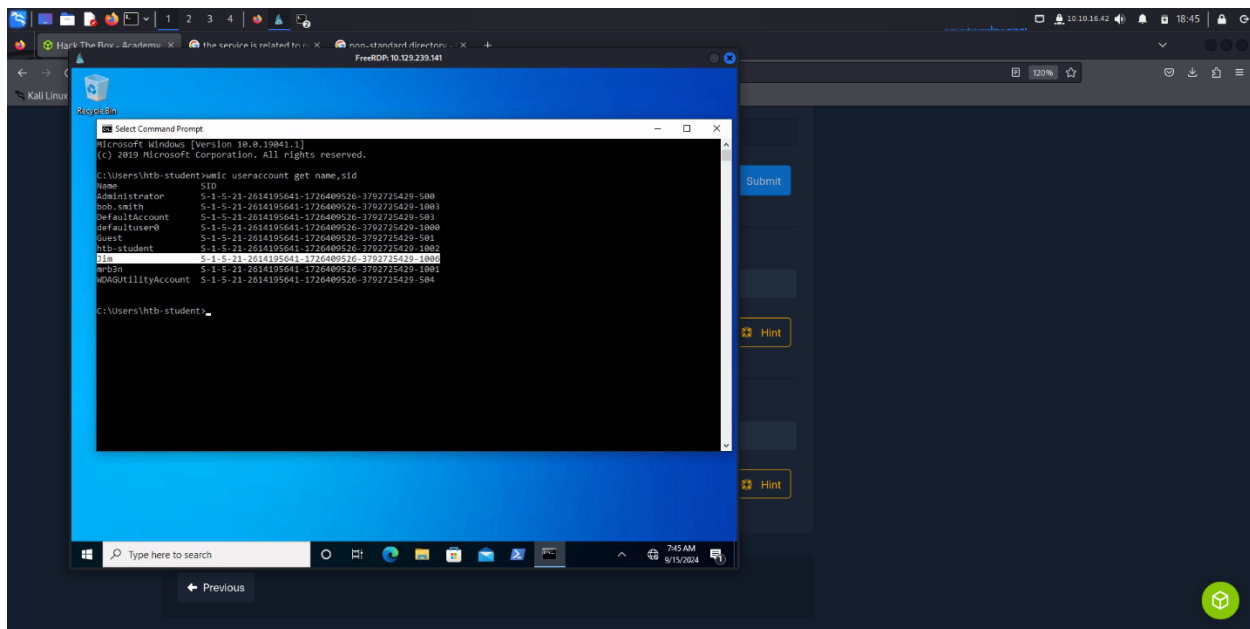 1 2 3 4
10.10.16.42
18:45
Hack The Box - Academy
the service is related to
non-standard directory
FreeRDP: 10.129.239.141
120%
Kali Linux
Recycle Bin
Select Command Prompt
Microsoft Windows [Version 10.0.19041.1]
(c) 2019 Microsoft Corporation. All rights reserved.
C:\Users\htb-student>wmic useraccount get name,sid
Name SID
Administrator S-1-5-21-2614195641-1726409526-3792725429-500
bob.smith S-1-5-21-2614195641-1726409526-3792725429-1003
DefaultAccount S-1-5-21-2614195641-1726409526-3792725429-503
defaultuser0 S-1-5-21-2614195641-1726409526-3792725429-1000
Guest S-1-5-21-2614195641-1726409526-3792725429-501
htb-student S-1-5-21-2614195641-1726409526-3792725429-1002
Jim S-1-5-21-2614195641-1726409526-3792725429-1006
mrb3n S-1-5-21-2614195641-1726409526-3792725429-1001
WDAGUtilityAccount S-1-5-21-2614195641-1726409526-3792725429-504
C:\Users\htb-student>
Submit
Hint
Hint
Type here to search
7:45 AM
9/15/2024
Previous